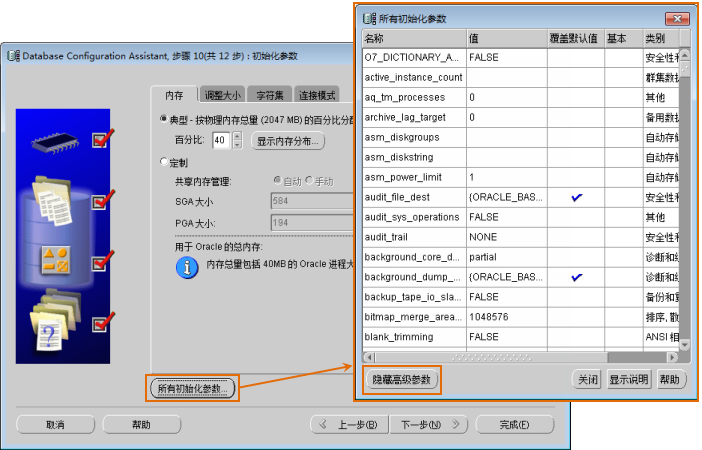 Database Configuration Assistant, 步骤 10(共 12 步) : 初始化参数
内存 调整大小 字符集 连接模式
典型 - 按物理内存总量 (2047 MB) 的百分比分配
百分比: 40 显示内存分布...
定制
共享内存管理: 自动 手动
SGA 大小 584
PGA 大小: 194
用于 Oracle 的总内存:
内存总量包括 40MB 的 Oracle 进程大
所有初始化参数...
取消 帮助 上一步(B) 下一步(N) 完成(F)
所有初始化参数
名称 值 覆盖默认值 基本 类别
O7_DICTIONARY_A... FALSE 安全性和
active_instance_count 群集数据
aq_tm_processes 0 其他
archive_lag_target 0 备用数据
asm_diskgroups 自动存储
asm_diskstring 自动存储
asm_power_limit 1 自动存储
audit_file_dest {ORACLE_BAS... 安全性和
audit_sys_operations FALSE 其他
audit_trail NONE 安全性和
background_core_d... partial 诊断和统
background_dump_... {ORACLE_BAS... 诊断和统
backup_tape_io_sla... FALSE 备份和
bitmap_merge_area... 1048576 排序, 散
blank_trimming FALSE ANSI 相
隐藏高级参数 关闭 显示说明 帮助